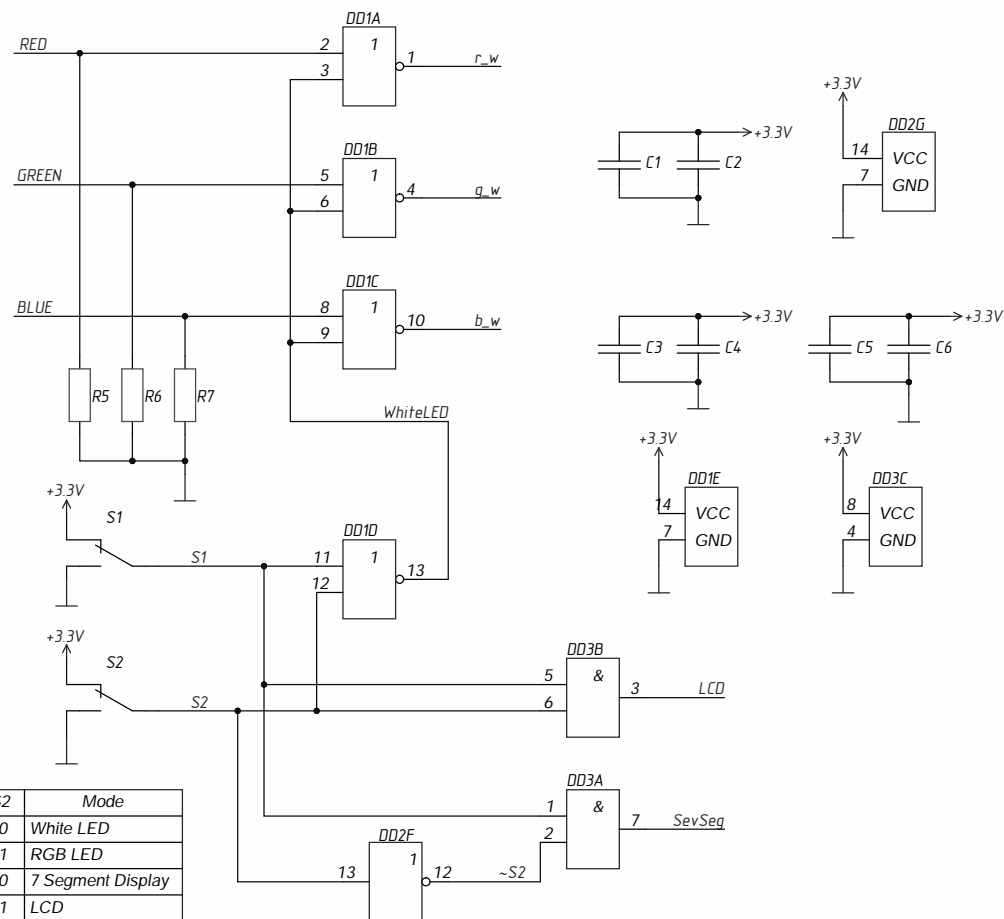 DD1A
RED
2
1
1
r_w
3
+3.3V
DD2G
+3.3V
C1
C2
14
VCC
7
GND
DD1B
GREEN
5
1
4
g_w
6
DD1C
BLUE
8
1
10
b_w
9
+3.3V
+3.3V
C3
C4
C5
C6
R5
R6
R7
WhiteLED
+3.3V
+3.3V
DD1E
DD3C
14
VCC
7
GND
8
VCC
4
GND
+3.3V
S1
DD1D
S1
11
1
13
12
+3.3V
S2
DD3B
5
&
3
LCD
S2
6
DD3A
1
&
7
SevSeg
2
DD2F
1
13
12
~S2
S2 Mode
0 White LED
1 RGB LED
0 7 Segment Display
1 LCD